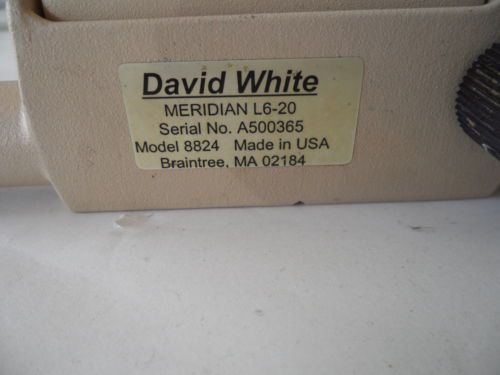 David White
MERIDIAN L6-20
Serial No. A500365
Model 8824 Made in USA
Braintree, MA 02184